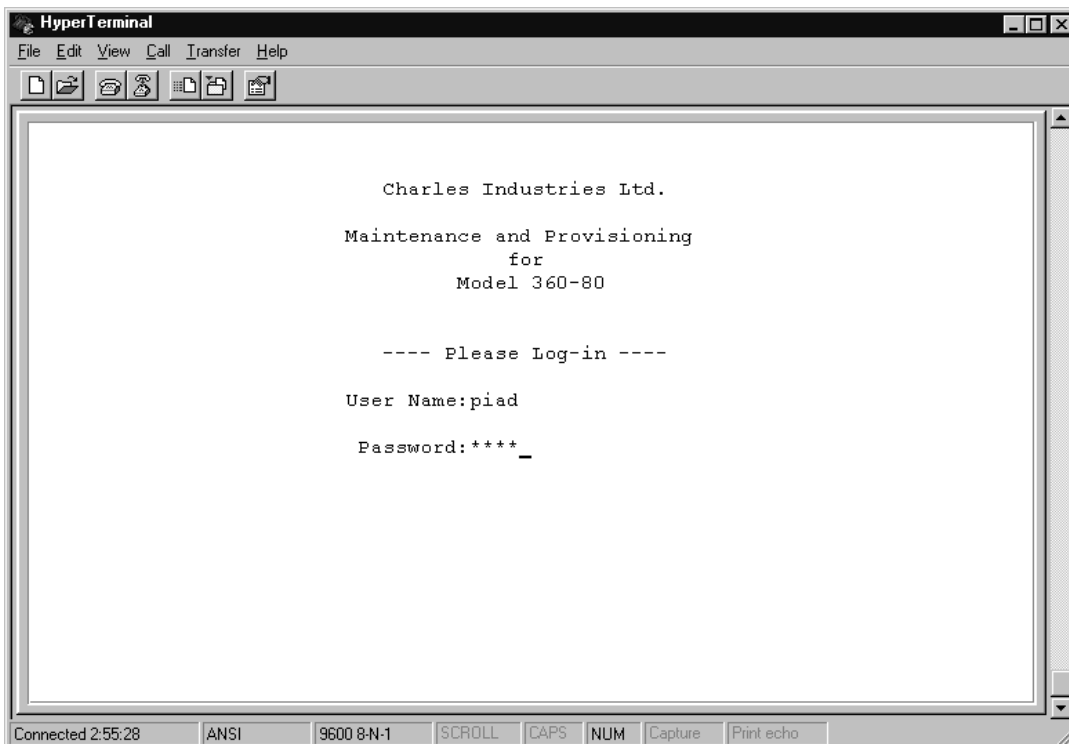 HyperTerminal
File Edit View Call Transfer Help
Charles Industries Ltd.
Maintenance and Provisioning
for
Model 360-80
---- Please Log-in ----
User Name:piad
Password:****_
Connected 2:55:28 ANSI 9600 8-N-1 SCROLL CAPS NUM Capture Print echo